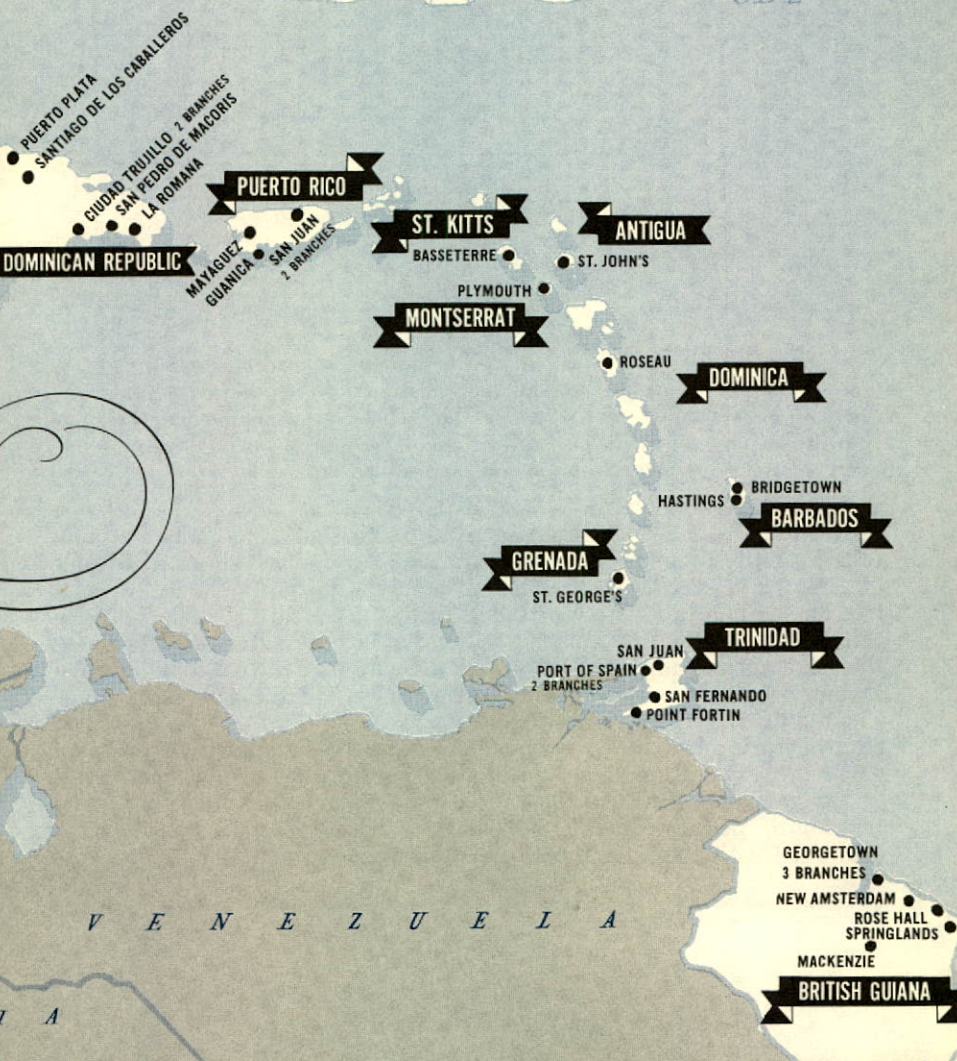 PUERTO PLATA
SANTIAGO DE LOS CABALLEROS
CIUDAD TRUJILLO 2 BRANCHES
SAN PEDRO DE MACORIS
LA ROMANA
DOMINICAN REPUBLIC
PUERTO RICO
MAYAGUEZ
GUANICA
SAN JUAN
2 BRANCHES
ST. KITTS
BASSETERRE
ANTIGUA
ST. JOHN'S
PLYMOUTH
MONTSERRAT
ROSEAU
DOMINICA
BRIDGETOWN
HASTINGS
BARBADOS
GRENADA
ST. GEORGE'S
TRINIDAD
SAN JUAN
PORT OF SPAIN
2 BRANCHES
SAN FERNANDO
POINT FORTIN
GEORGETOWN
3 BRANCHES
NEW AMSTERDAM
ROSE HALL
SPRINGLANDS
MACKENZIE
VENEZUELA
BRITISH GUIANA
A